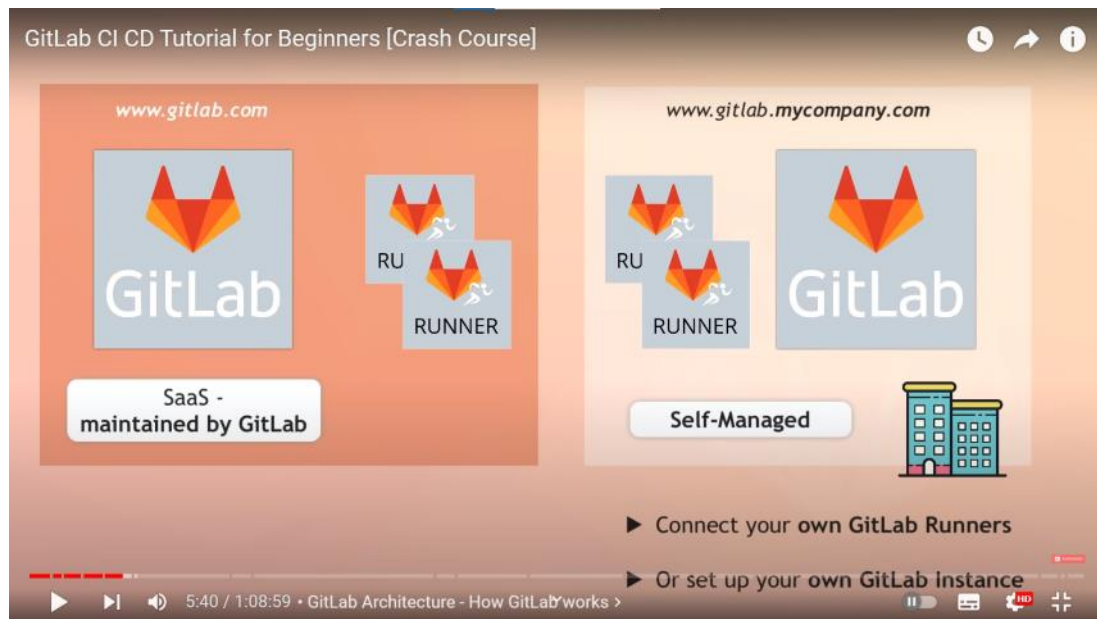 GitLab CI CD Tutorial for Beginners [Crash Course]
www.gitlab.com
GitLab
RU
RUNNER
SaaS -
maintained by GitLab
www.gitlab.mycompany.com
RU
RUNNER
GitLab
Self-Managed
Connect your own GitLab Runners
Or set up your own GitLab Instance
5:40 / 1:08:59 • GitLab Architecture - How GitLab works >
HD